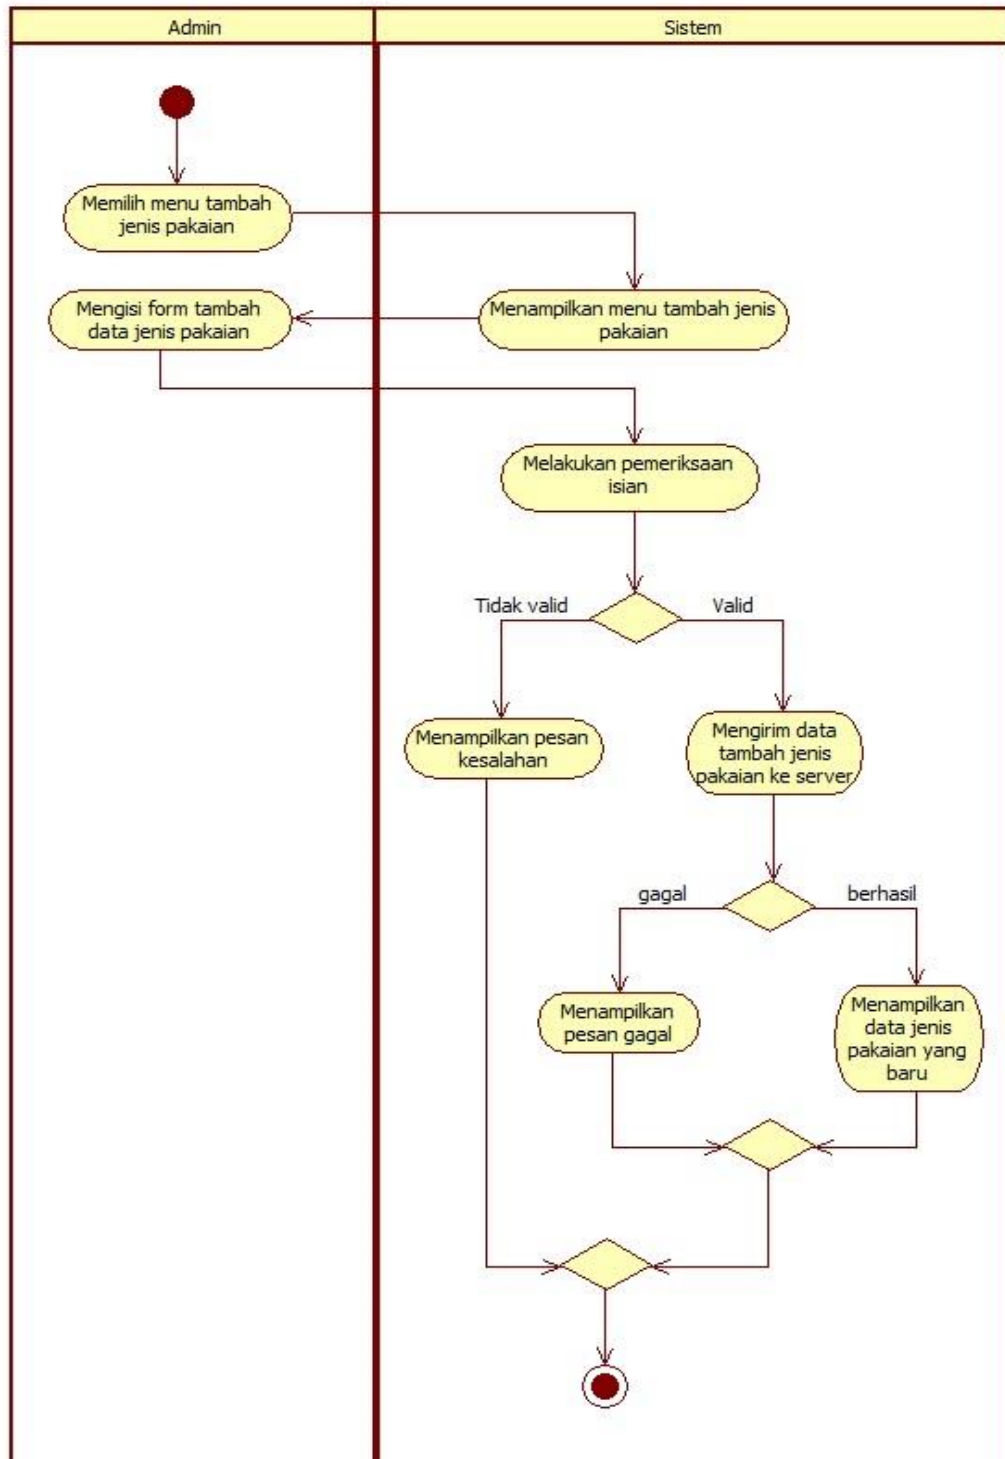 Admin
Sistem
Memilih menu tambah
jenis pakaian
Mengisi form tambah
data jenis pakaian
Menampilkan menu tambah jenis
pakaian
Melakukan pemeriksaan
isian
Tidak valid
Valid
Menampilkan pesan
kesalahan
Mengirim data
tambah jenis
pakaian ke server
gagal
berhasil
Menampilkan
pesan gagal
Menampilkan
data jenis
pakaian yang
baru